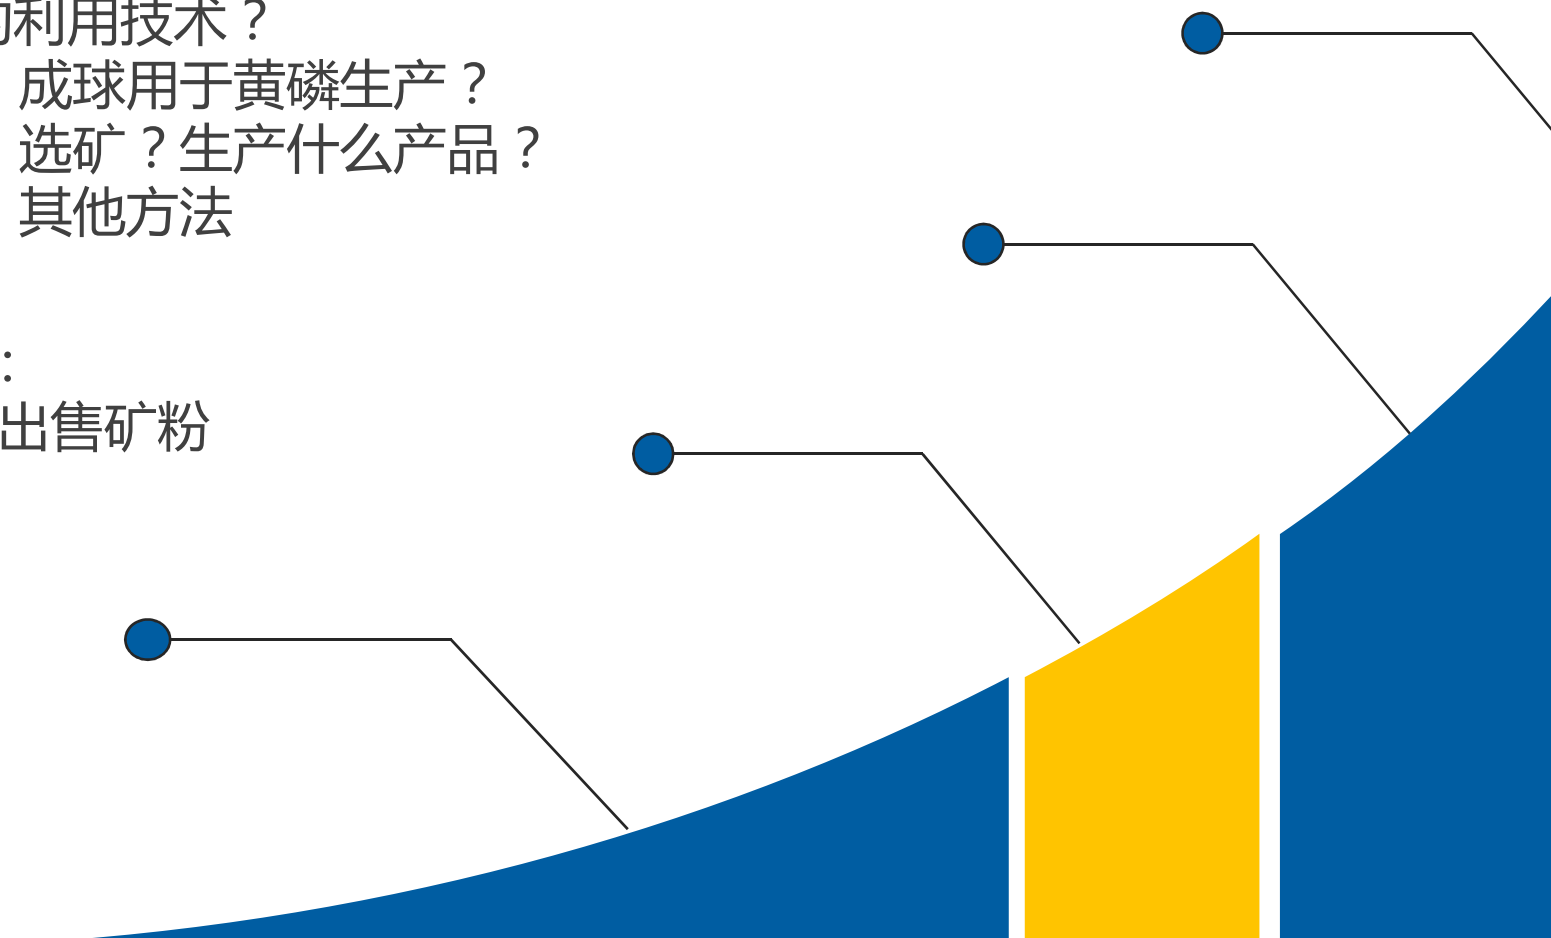 的利用技术？
成球用于黄磷生产？
选矿？生产什么产品？
其他方法
：
出售矿粉